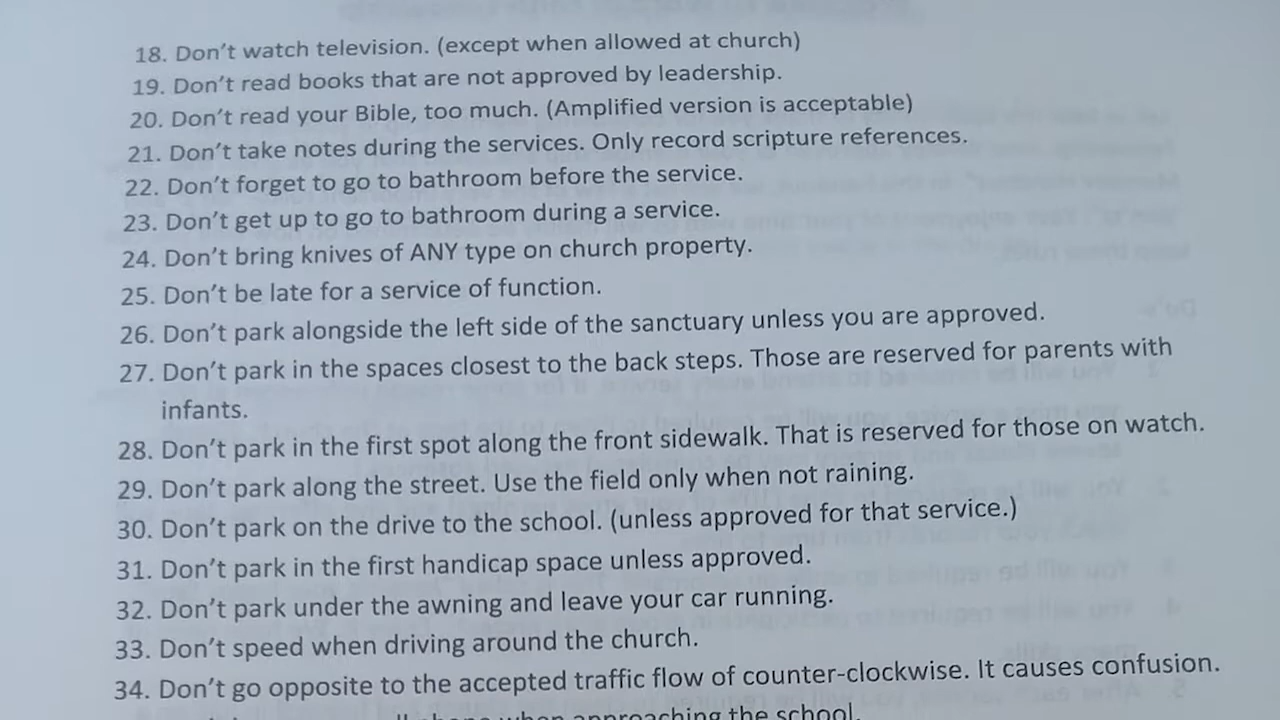 18. Don't watch television. (except when allowed at church)
19. Don't read books that are not approved by leadership.
20. Don't read your Bible, too much. (Amplified version is acceptable)
21. Don't take notes during the services. Only record scripture references.
22. Don't forget to go to bathroom before the service.
23. Don't get up to go to bathroom during a service.
24. Don't bring knives of ANY type on church property.
25. Don't be late for a service of function.
26. Don't park alongside the left side of the sanctuary unless you are approved.
27. Don't park in the spaces closest to the back steps. Those are reserved for parents with
infants.
28. Don't park in the first spot along the front sidewalk. That is reserved for those on watch.
29. Don't park along the street. Use the field only when not raining.
30. Don't park on the drive to the school. (unless approved for that service.)
31. Don't park in the first handicap space unless approved.
32. Don't park under the awning and leave your car running.
33. Don't speed when driving around the church.
34. Don't go opposite to the accepted traffic flow of counter-clockwise. It causes confusion.
when approaching the school.